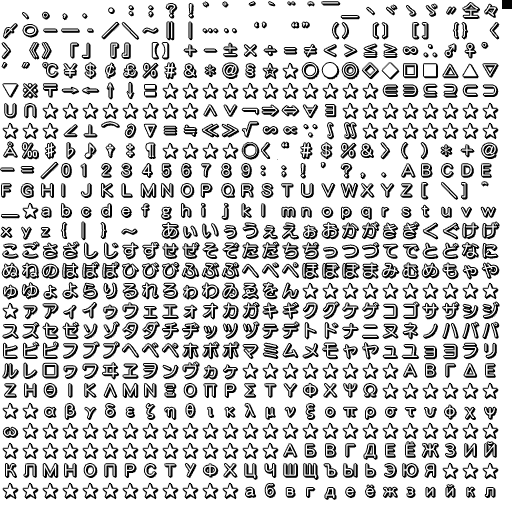 、。，．・：；？！゛゜´｀¨＾￣＿ヽヾゝゞ〃仝々
〆〇ー―‐／＼～∥｜…‥‘’“”（）〔〕［］｛｝〈
〉《》「」『』【】＋－±×÷＝≠＜＞≦≧∞∴♂♀°
′″℃￥＄￠￡％＃＆＊＠§☆★○●◎◇◆□■△▲▽
▼※〒→←↑↓〓☆☆☆☆☆☆☆☆☆☆☆∈∋⊆⊇⊂⊃
∪∩☆☆☆☆☆☆☆☆∧∨¬⇒⇔∀∃☆☆☆☆☆☆☆☆
☆☆☆∠⊥⌒∂∇≡≒≪≫√∽∝∵∫∬☆☆☆☆☆☆☆
Å‰♯♭♪†‡¶☆☆☆☆◯〈 ″＃＄％＆〉（）＊＋＠
＝－／０１２３４５６７８９：；！'？，．ＡＢＣＤＥ
ＦＧＨＩＪＫＬＭＮＯＰＱＲＳＴＵＶＷＸＹＺ［＼］＾
＿☆ａｂｃｄｅｆｇｈｉｊｋｌｍｎｏｐｑｒｓｔｕｖｗ
ｘｙｚ｛｜｝～ぁあぃいぅうぇえぉおかがきぎくぐけげ
こごさざしじすずせぜそぞただちぢっつづてでとどなに
ぬねのはばぱひびぴふぶぷへべぺほぼぽまみむめもゃや
ゅゆょよらりるれろゎわゐゑをん☆☆☆☆☆☆☆☆☆☆
☆ァアィイゥウェエォオカガキギクグケゲコゴサザシジ
スズセゼソゾタダチヂッツヅテデトドナニヌネノハバパ
ヒビピフブプヘベペホボポマミムメモャヤュユョヨラリ
ルレロヮワヰヱヲンヴヵヶ☆☆☆☆☆☆☆☆ΑΒΓΔΕ
ΖΗΘΙΚΛΜΝΞΟΠΡΣΤΥΦΧΨΩ☆☆☆☆☆☆
☆☆αβγδεζηθικλμνξοπρστυφχψ
ω☆☆☆☆☆☆☆☆☆☆☆☆☆☆☆☆☆☆☆☆☆☆☆☆
☆☆☆☆☆☆☆☆☆☆☆☆☆☆АБВГДЕЁЖЗИЙ
КЛМНОПРСТУФХЦЧШЩЪЫЬЭЮЯ☆☆☆
☆☆☆☆☆☆☆☆☆☆☆☆абвгдеёжзийкл